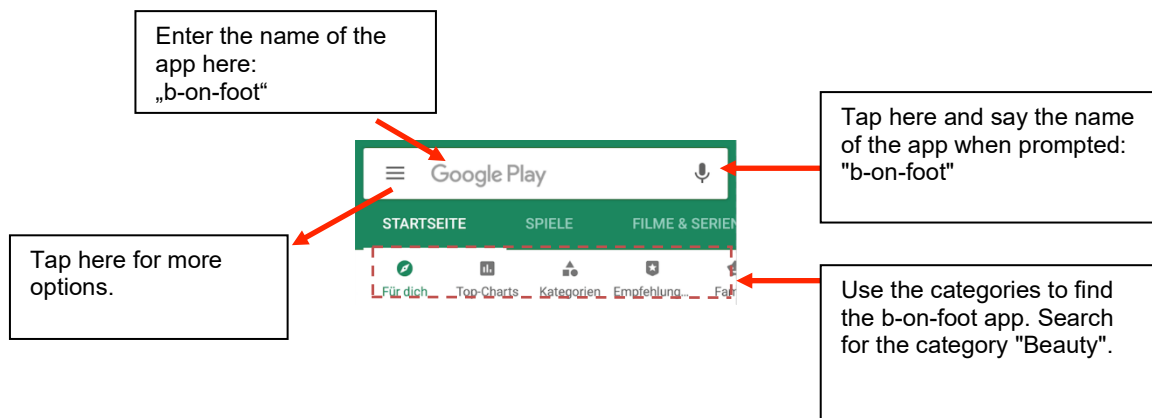 Enter the name of the
app here:
„b-on-foot“
Tap here and say the name
of the app when prompted:
"b-on-foot"
Google Play
STARTSEITE SPIELE FILME & SERIEN
Für dich Top-Charts Kategorien Empfehlung... Fam
Tap here for more
options.
Use the categories to find
the b-on-foot app. Search
for the category "Beauty".